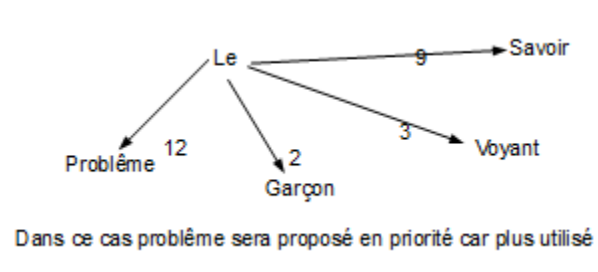 Le
9
Savoir
3
Voyant
Problême
12
2
Garçon
Dans ce cas problême sera proposé en priorité car plus utilisé